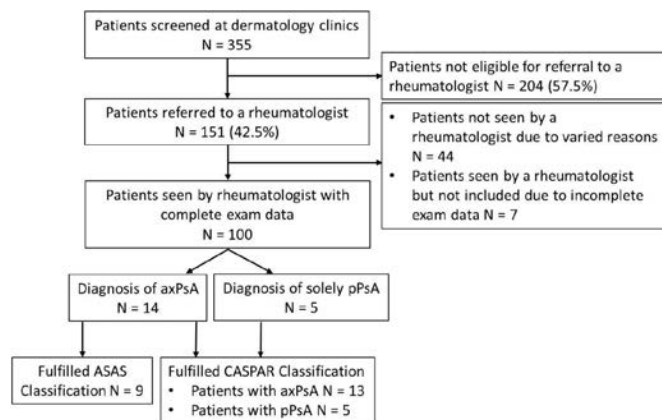 Patients screened at dermatology clinics
N = 355
Patients not eligible for referral to a
rheumatologist N = 204 (57.5%)
Patients referred to a rheumatologist
N = 151 (42.5%)
• Patients not seen by a
rheumatologist due to varied reasons
N = 44
• Patients seen by a rheumatologist
but not included due to incomplete
exam data N = 7
Patients seen by rheumatologist with
complete exam data
N = 100
Diagnosis of axPsA
N = 14
Diagnosis of solely pPsA
N = 5
Fulfilled ASAS
Classification N = 9
Fulfilled CASPAR Classification
• Patients with axPsA N = 13
• Patients with pPsA N = 5